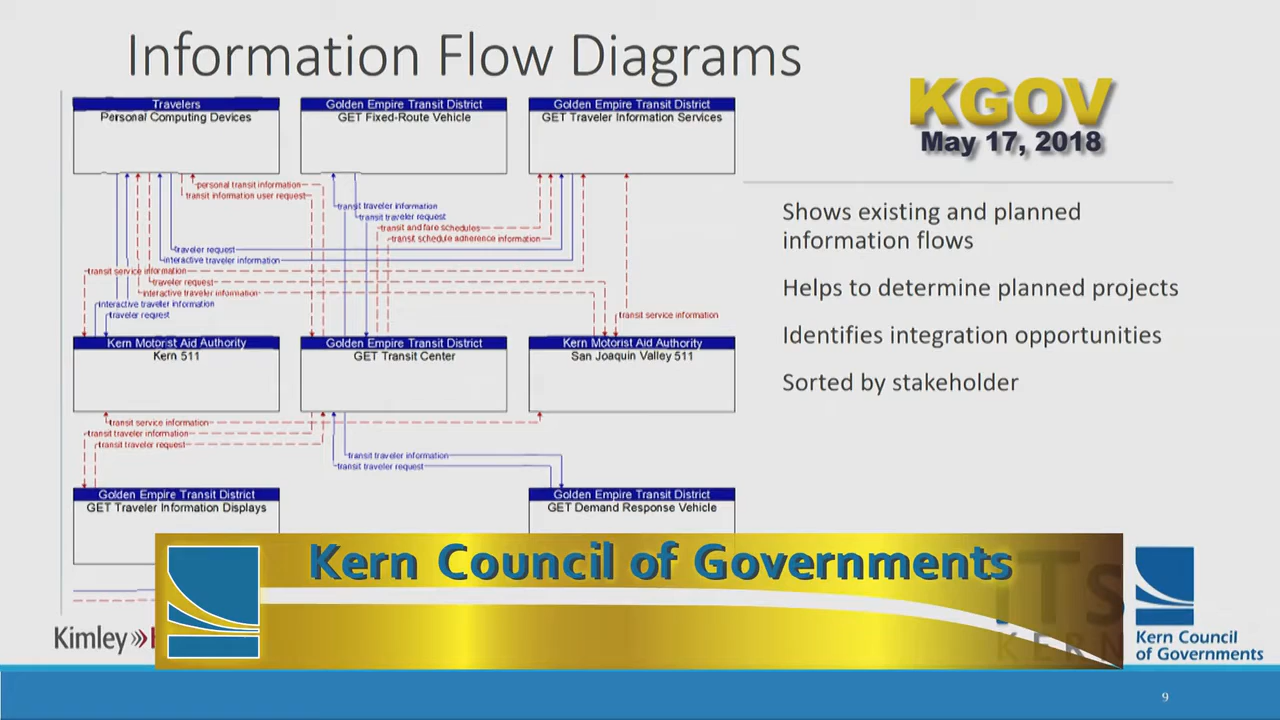 Information Flow Diagrams
KGOV
May 17, 2018
Travelers
Personal Computing Devices
Golden Empire Transit District
GET Fixed-Route Vehicle
Golden Empire Transit District
GET Traveler Information Services
personal transit information
transit information user request
transit traveler information
transit traveler request
transit and fare schedules
transit schedule adherence information
traveler request
interactive traveler information
transit service information
traveler request
interactive traveler information
interactive traveler information
traveler request
transit service information
Kern Motorist Aid Authority
Kern 511
Golden Empire Transit District
GET Transit Center
Kern Motorist Aid Authority
San Joaquin Valley 511
transit service information
transit traveler information
transit traveler request
transit traveler information
transit traveler request
Golden Empire Transit District
GET Traveler Information Displays
Golden Empire Transit District
GET Demand Response Vehicle
Shows existing and planned
information flows
Helps to determine planned projects
Identifies integration opportunities
Sorted by stakeholder
Kern Council of Governments
Kimley»
iTS
KERN
Kern Council
of Governments
9